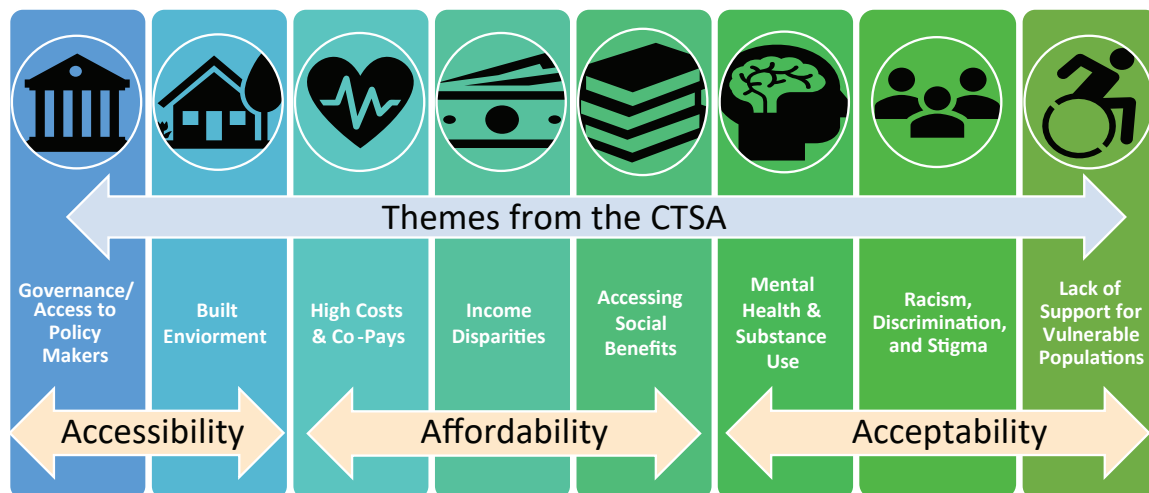 Themes from the CTSA
Governance/
Access to
Policy
Makers
Built
Enviorment
High Costs
& Co-Pays
Income
Disparities
Accessing
Social
Benefits
Mental
Health &
Substance
Use
Racism,
Discrimination,
and Stigma
Lack of
Support for
Vulnerable
Populations
Accessibility
Affordability
Acceptability